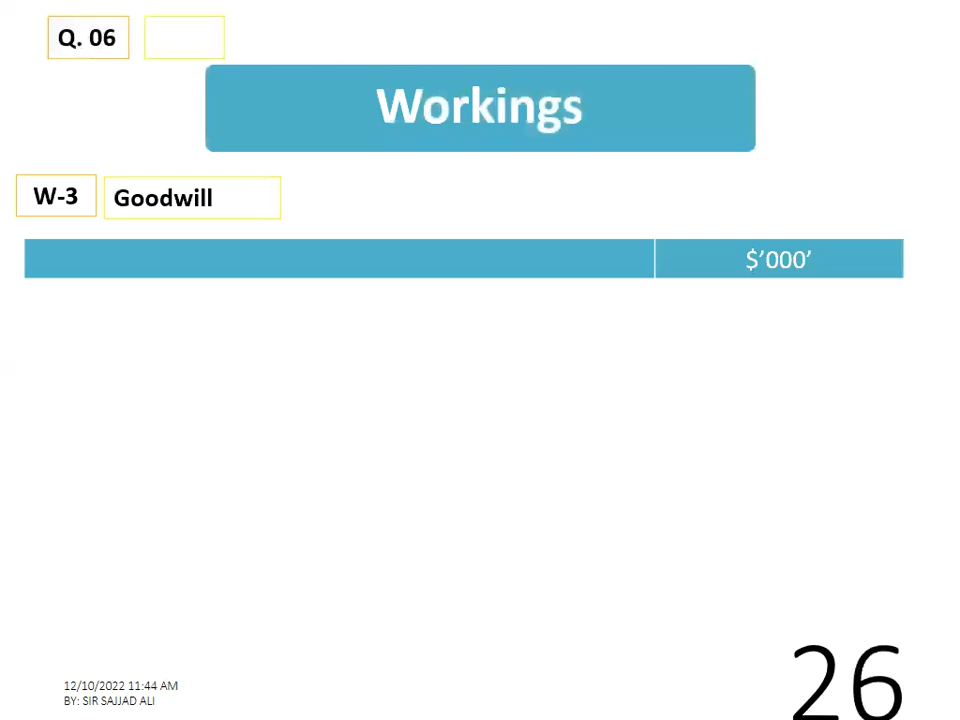 Q. 06
Workings
W-3
Goodwill
$’000’
12/10/2022 11:44 AM
BY: SIR SAJJAD ALI
26